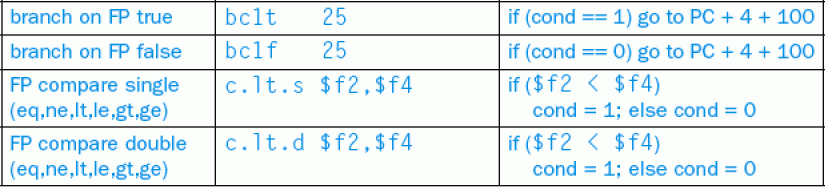 branch on FP true bc1t 25 if (cond == 1) go to PC + 4 + 100
branch on FP false bc1f 25 if (cond == 0) go to PC + 4 + 100
FP compare single c.lt.s $f2,$f4 if ($f2 < $f4)
(eq,ne,lt,le,gt,ge) cond = 1; else cond = 0
FP compare double c.lt.d $f2,$f4 if ($f2 < $f4)
(eq,ne,lt,le,gt,ge) cond = 1; else cond = 0